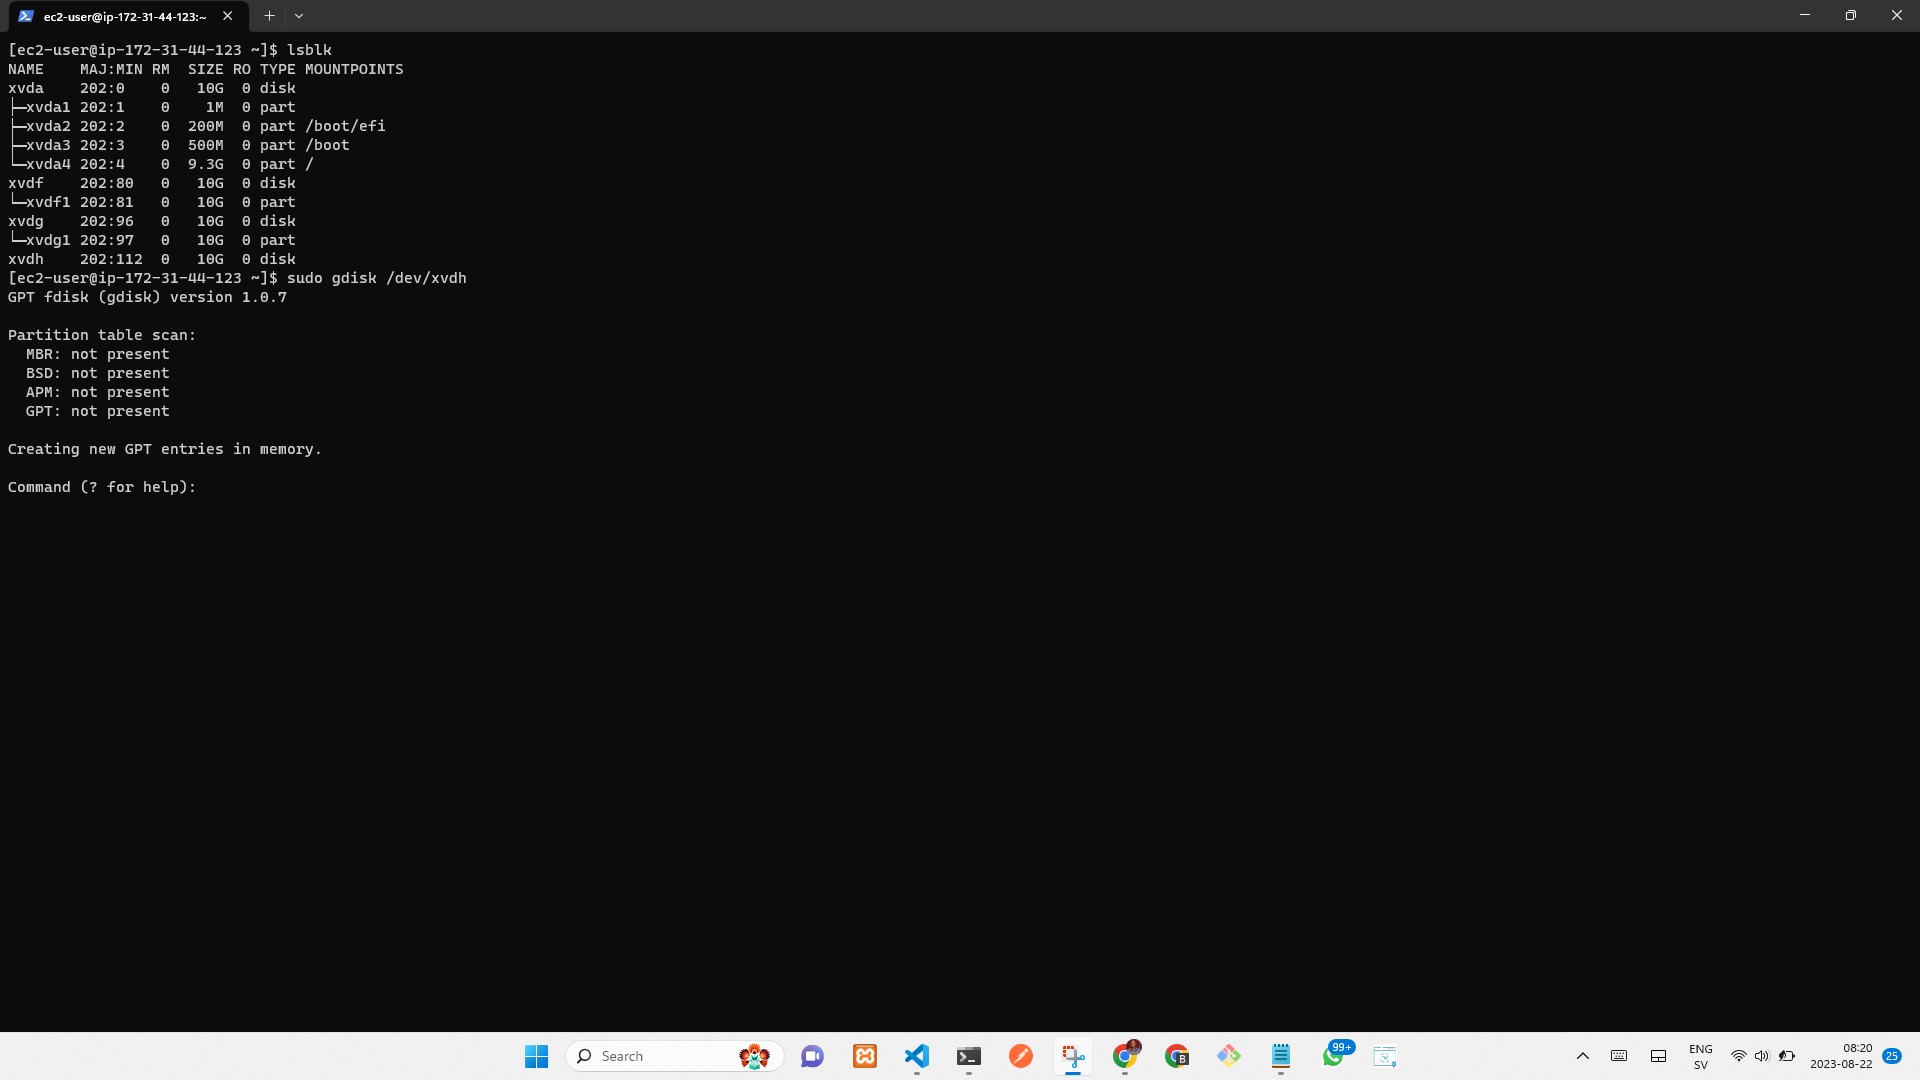 ec2-user@ip-172-31-44-123:~
[ec2-user@ip-172-31-44-123 ~]$ lsblk
NAME    MAJ:MIN RM  SIZE RO TYPE MOUNTPOINTS
xvda    202:0    0   10G  0 disk
├─xvda1 202:1    0    1M  0 part
├─xvda2 202:2    0  200M  0 part /boot/efi
├─xvda3 202:3    0  500M  0 part /boot
└─xvda4 202:4    0  9.3G  0 part /
xvdf    202:80   0   10G  0 disk
└─xvdf1 202:81   0   10G  0 part
xvdg    202:96   0   10G  0 disk
└─xvdg1 202:97   0   10G  0 part
xvdh    202:112  0   10G  0 disk
[ec2-user@ip-172-31-44-123 ~]$ sudo gdisk /dev/xvdh
GPT fdisk (gdisk) version 1.0.7
Partition table scan:
  MBR: not present
  BSD: not present
  APM: not present
  GPT: not present
Creating new GPT entries in memory.
Command (? for help):
Search
B
99+
ENG
SV
08:20
2023-08-22
25